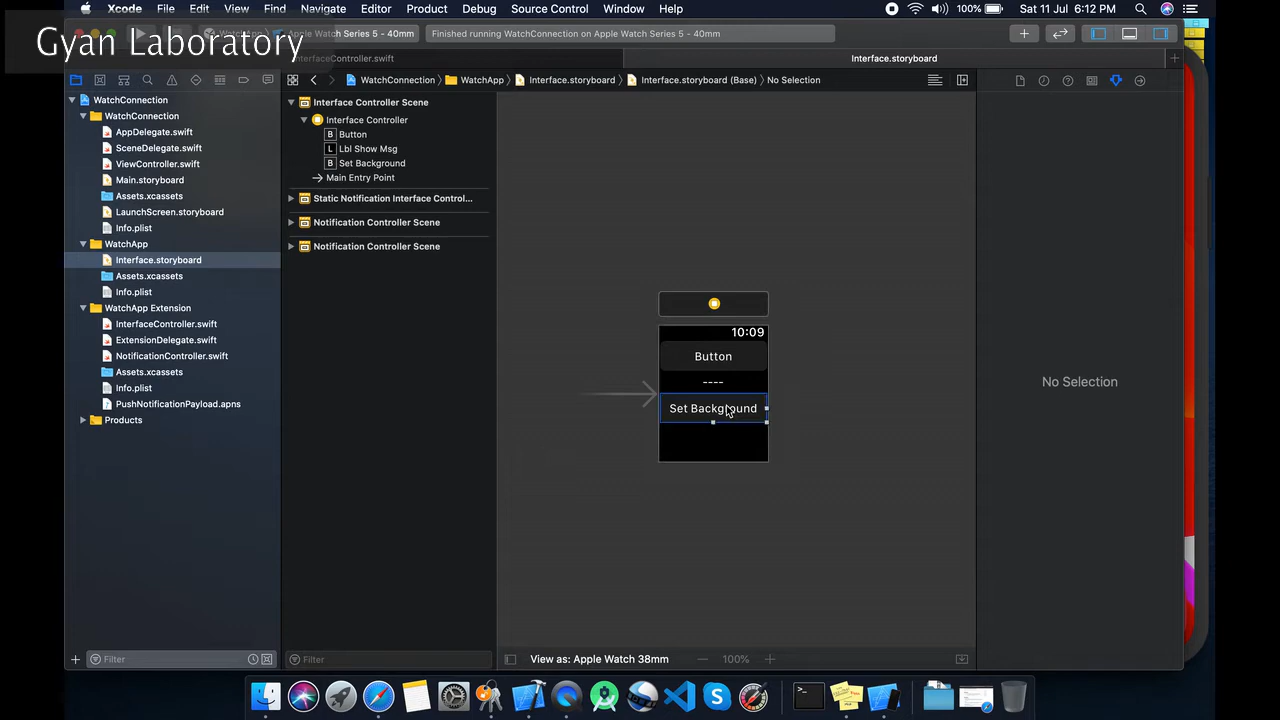 Xcode File Edit View Find Navigate Editor Product Debug Source Control Window Help 100% Sat 11 Jul 6:12 PM
Gyan Laboratory
WatchApp Apple Watch Series 5 - 40mm Finished running WatchConnection on Apple Watch Series 5 - 40mm
InterfaceController.swift Interface.storyboard
WatchConnection WatchApp Interface.storyboard Interface.storyboard (Base) No Selection
WatchConnection
WatchConnection
AppDelegate.swift
SceneDelegate.swift
ViewController.swift
Main.storyboard
Assets.xcassets
LaunchScreen.storyboard
Info.plist
WatchApp
Interface.storyboard
Assets.xcassets
Info.plist
WatchApp Extension
InterfaceController.swift
ExtensionDelegate.swift
NotificationController.swift
Assets.xcassets
Info.plist
PushNotificationPayload.apns
Products
Filter
Interface Controller Scene
Interface Controller
B Button
L Lbl Show Msg
B Set Background
Main Entry Point
Static Notification Interface Control...
Notification Controller Scene
Notification Controller Scene
Filter
10:09
Button
----
Set Background
View as: Apple Watch 38mm 100%
No Selection